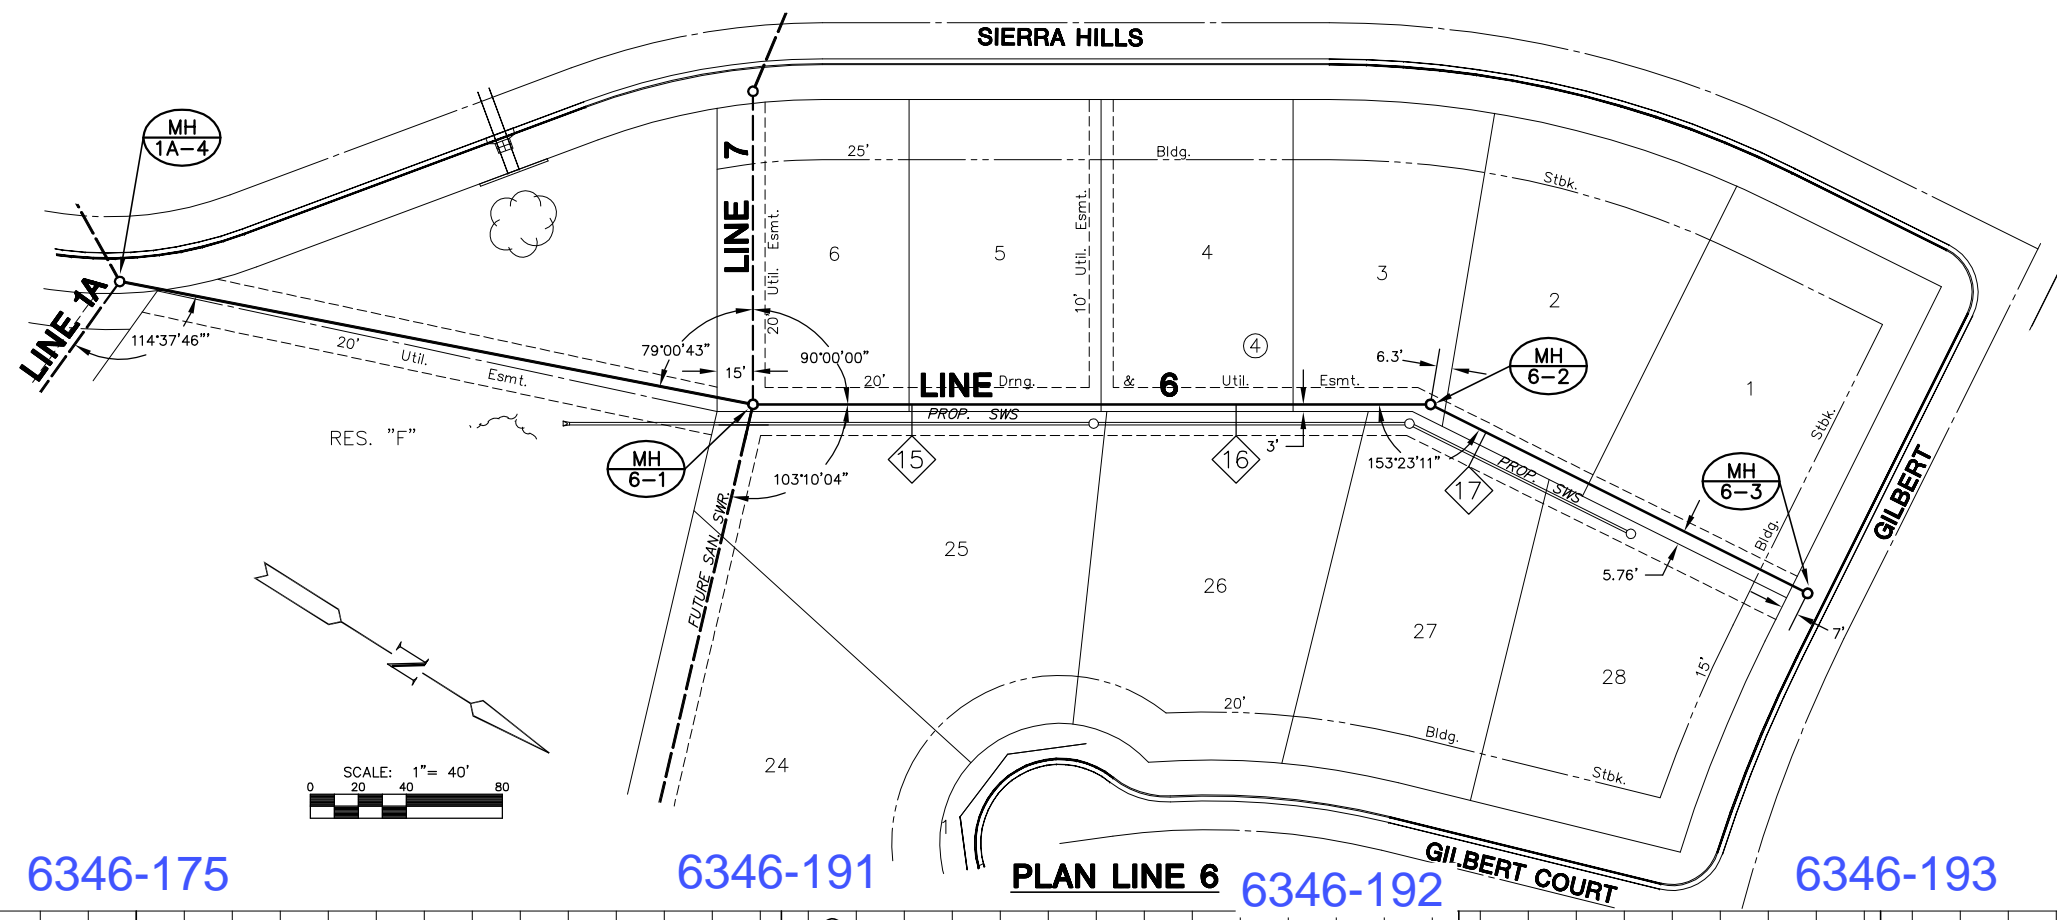 SIERRA HILLS
MH
1A-4
LINE 7
25'
Bldg.
Stbk.
20' Util. Esmt.
10' Util. Esmt.
6
5
4
3
2
1
LINE 1A
114°37'46"'
20' Util. Esmt.
79°00'43"
90°00'00"
15'
4
6.3'
MH
6-2
20' Drng. & Util. Esmt.
LINE 6
PROP. SWS
RES. "F"
MH
6-1
15
16
3'
153°23'11"
17
PROP. SWS
MH
6-3
Bldg.
Stbk.
GILBERT
103°10'04"
FUTURE SAN. SWR.
25
26
27
28
5.76'
7'
15'
N
20'
Bldg.
Stbk.
24
1
SCALE: 1"= 40'
0 20 40 80
GILBERT COURT
PLAN LINE 6
6346-175
6346-191
6346-192
6346-193